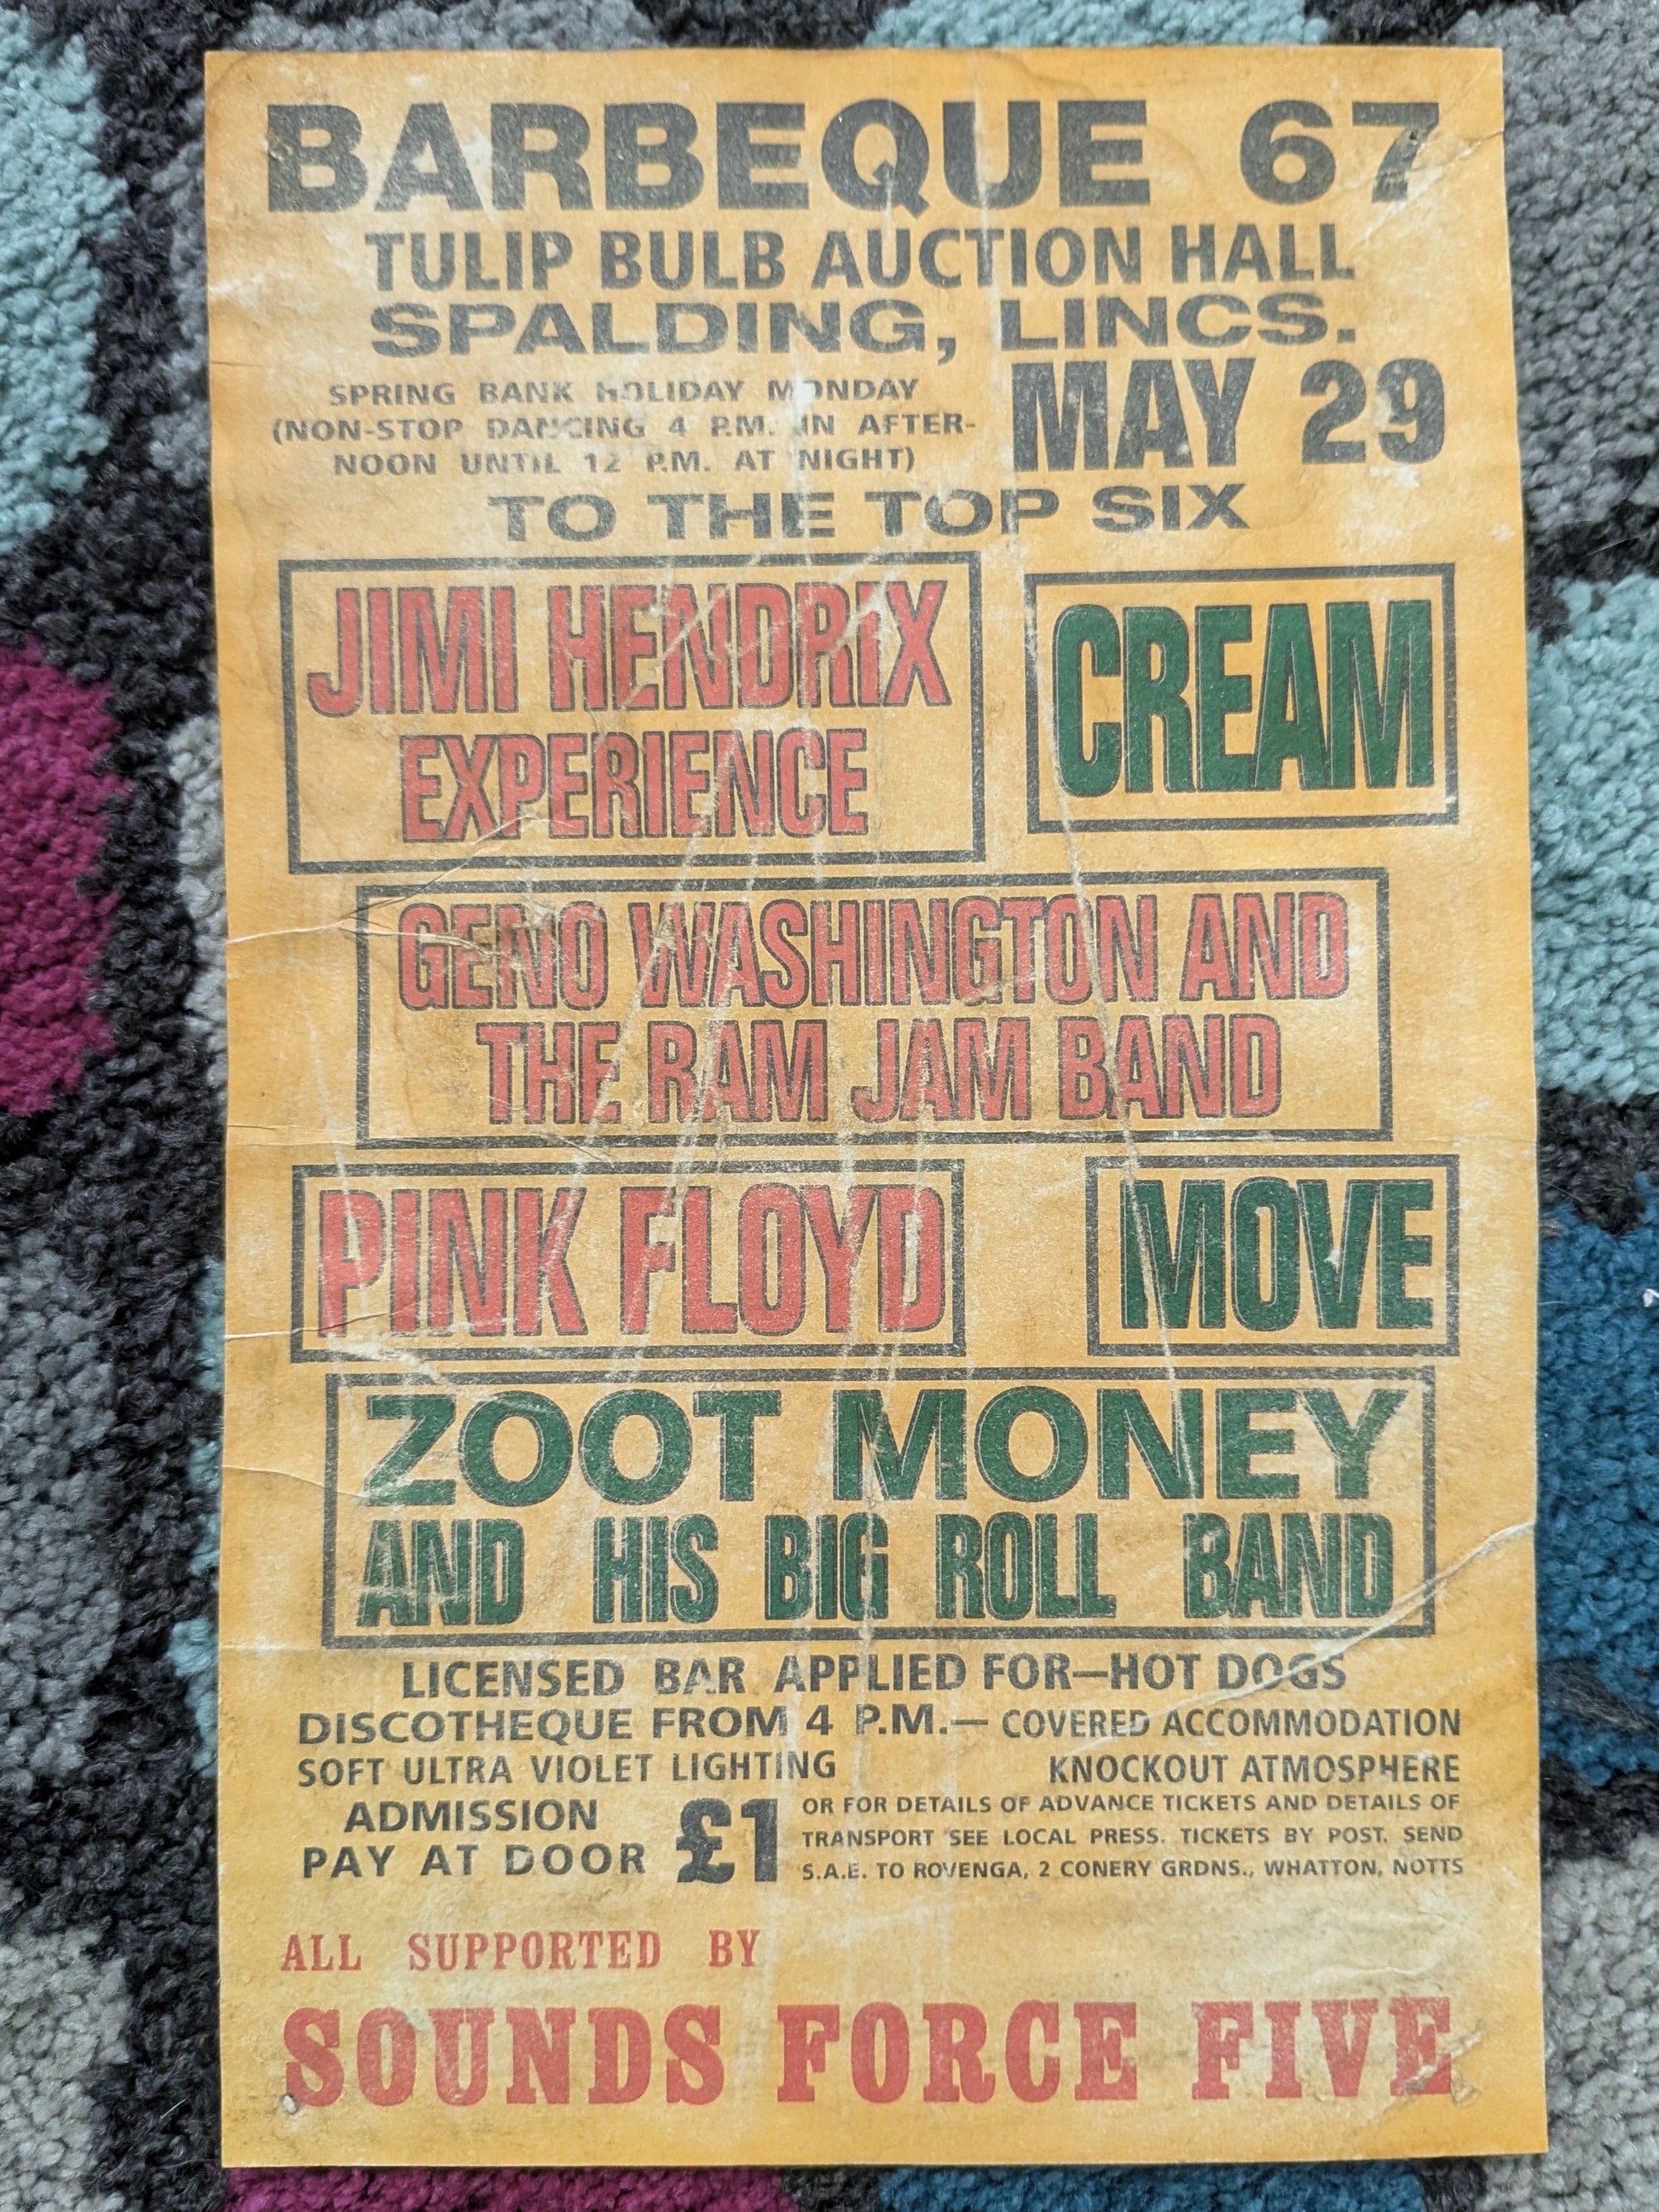 BARBEQUE 67
TULIP BULB AUCTION HALL
SPALDING, LINCS.
SPRING BANK HOLIDAY MONDAY
(NON-STOP DANCING 4 P.M. IN AFTER-
NOON UNTIL 12 P.M. AT NIGHT)
MAY 29
TO THE TOP SIX
JIMI HENDRIX
EXPERIENCE
CREAM
GENO WASHINGTON AND
THE RAM JAM BAND
PINK FLOYD
MOVE
ZOOT MONEY
AND HIS BIG ROLL BAND
LICENSED BAR APPLIED FOR—HOT DOGS
DISCOTHEQUE FROM 4 P.M.— COVERED ACCOMMODATION
SOFT ULTRA VIOLET LIGHTING KNOCKOUT ATMOSPHERE
ADMISSION
PAY AT DOOR
£1
OR FOR DETAILS OF ADVANCE TICKETS AND DETAILS OF
TRANSPORT SEE LOCAL PRESS. TICKETS BY POST. SEND
S.A.E. TO ROVENGA, 2 CONERY GRDNS., WHATTON, NOTTS
ALL SUPPORTED BY
SOUNDS FORCE FIVE